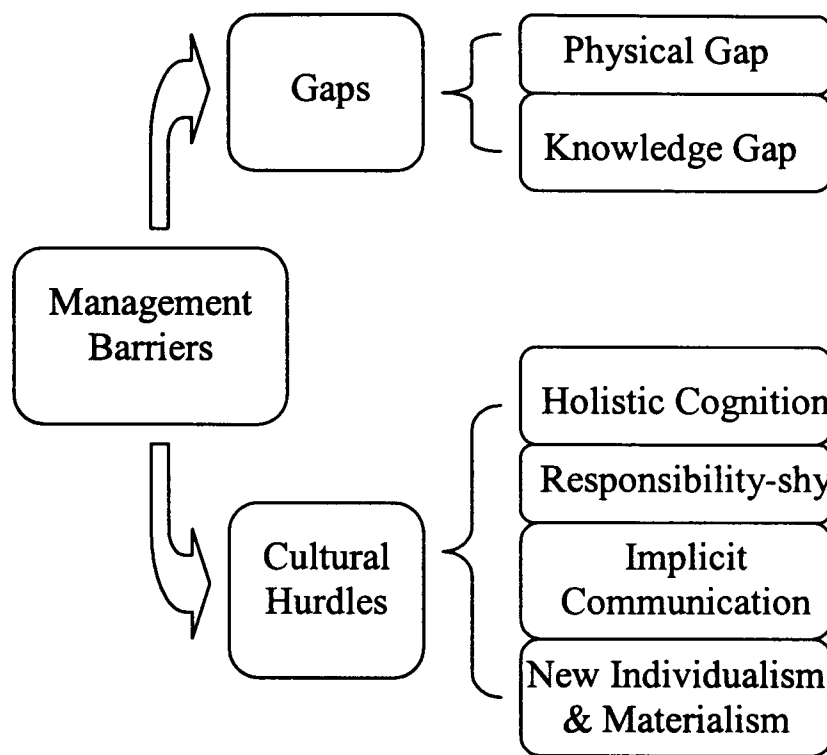 Gaps
Physical Gap
Knowledge Gap
Management
Barriers
Cultural
Hurdles
Holistic Cognition
Responsibility-shy
Implicit
Communication
New Individualism
& Materialism